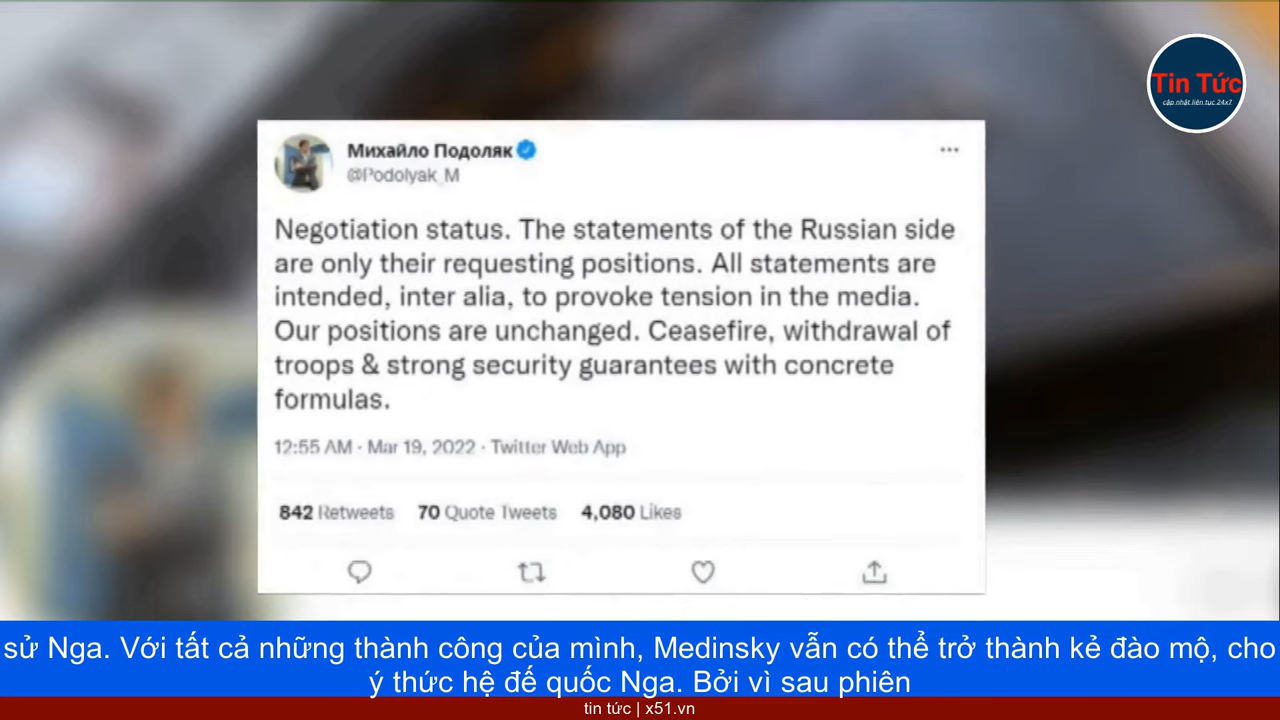 Tin Tức
cập nhật liên tục 24x7
Михайло Подоляк
@Podolyak_M
Negotiation status. The statements of the Russian side
are only their requesting positions. All statements are
intended, inter alia, to provoke tension in the media.
Our positions are unchanged. Ceasefire, withdrawal of
troops & strong security guarantees with concrete
formulas.
12:55 AM · Mar 19, 2022 · Twitter Web App
842 Retweets 70 Quote Tweets 4,080 Likes
sử Nga. Với tất cả những thành công của mình, Medinsky vẫn có thể trở thành kẻ đào mộ, cho
ý thức hệ đế quốc Nga. Bởi vì sau phiên
tin tức | x51.vn